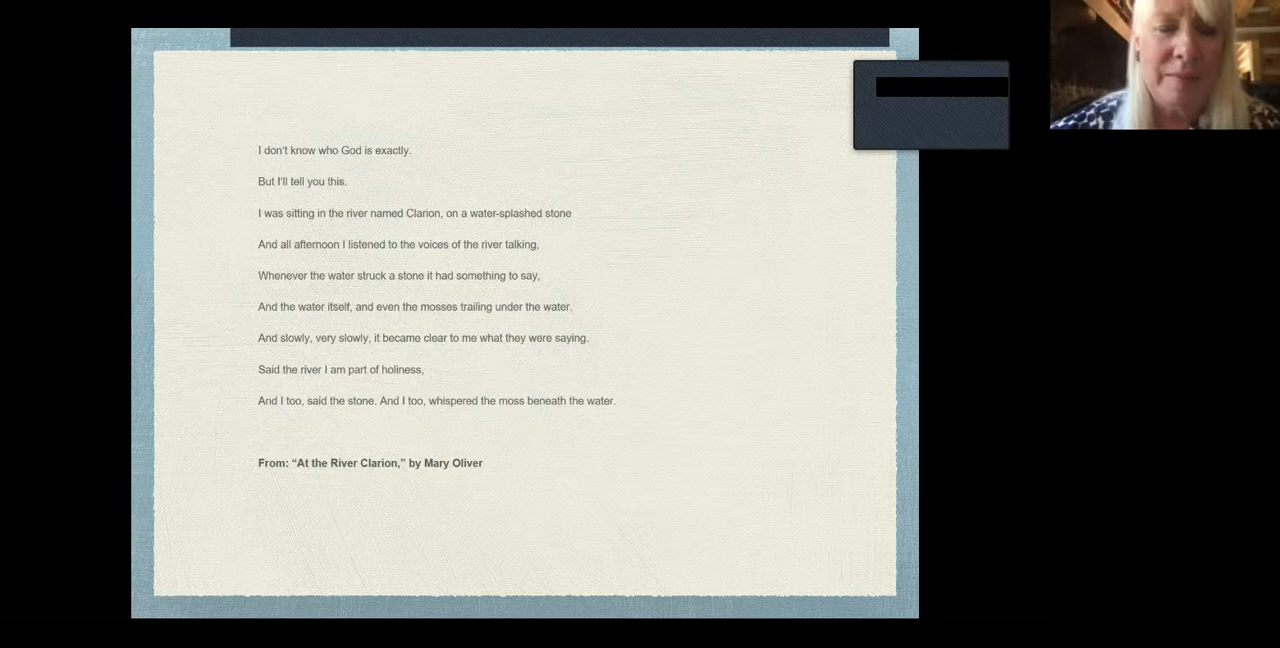 I don't know who God is exactly.
But I'll tell you this.
I was sitting in the river named Clarion, on a water-splashed stone
And all afternoon I listened to the voices of the river talking,
Whenever the water struck a stone it had something to say,
And the water itself, and even the mosses trailing under the water.
And slowly, very slowly, it became clear to me what they were saying.
Said the river I am part of holiness,
And I too, said the stone. And I too, whispered the moss beneath the water.
From: “At the River Clarion,” by Mary Oliver